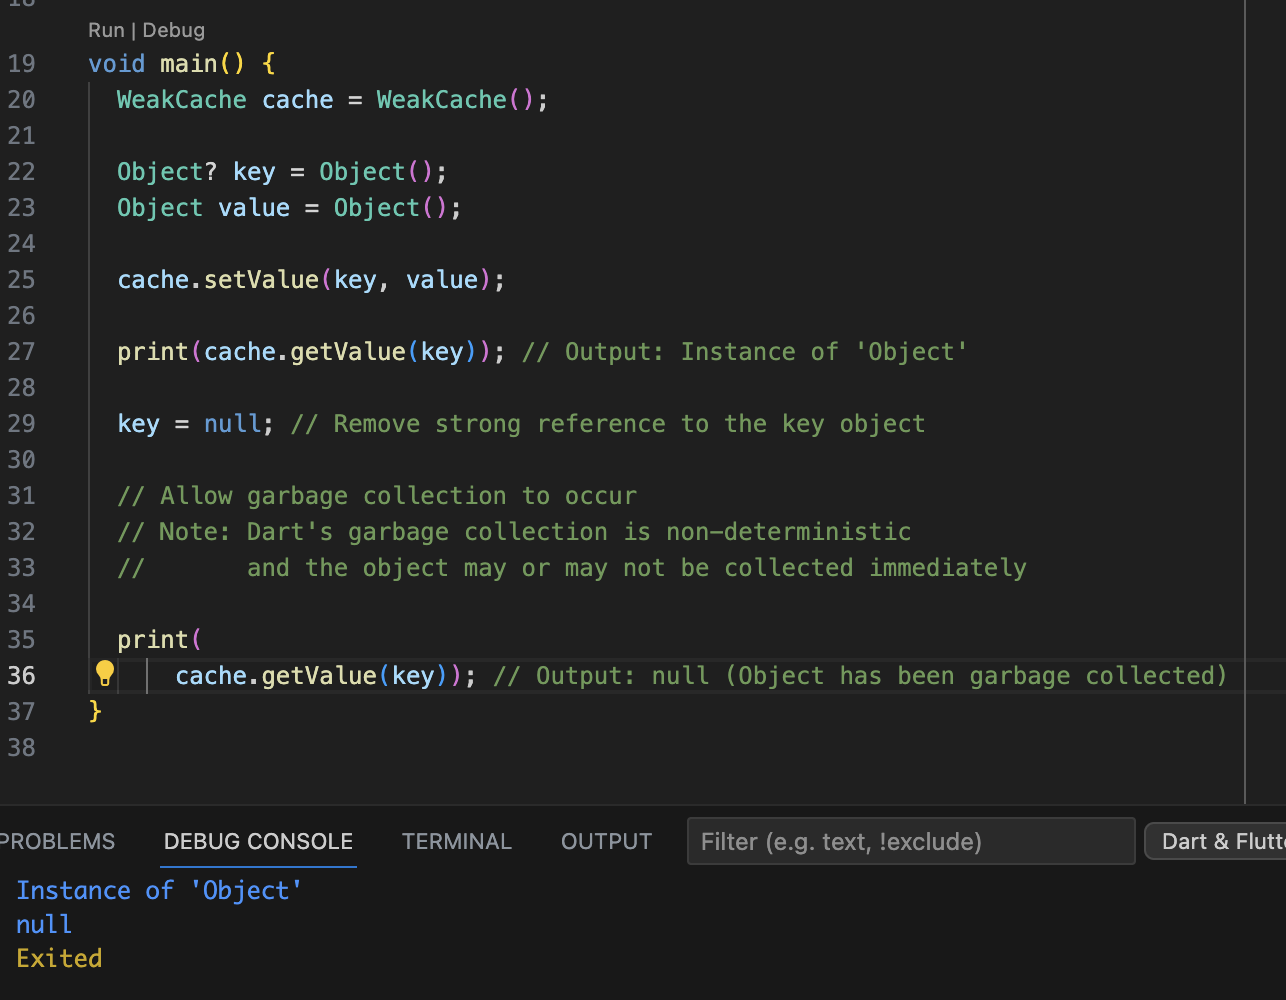 Run | Debug
19 void main() {
20   WeakCache cache = WeakCache();
21
22   Object? key = Object();
23   Object value = Object();
24
25   cache.setValue(key, value);
26
27   print(cache.getValue(key)); // Output: Instance of 'Object'
28
29   key = null; // Remove strong reference to the key object
30
31   // Allow garbage collection to occur
32   // Note: Dart's garbage collection is non-deterministic
33   //       and the object may or may not be collected immediately
34
35   print(
36       cache.getValue(key)); // Output: null (Object has been garbage collected)
37 }
38
PROBLEMS DEBUG CONSOLE TERMINAL OUTPUT Filter (e.g. text, !exclude) Dart &
Instance of 'Object'
null
Exited